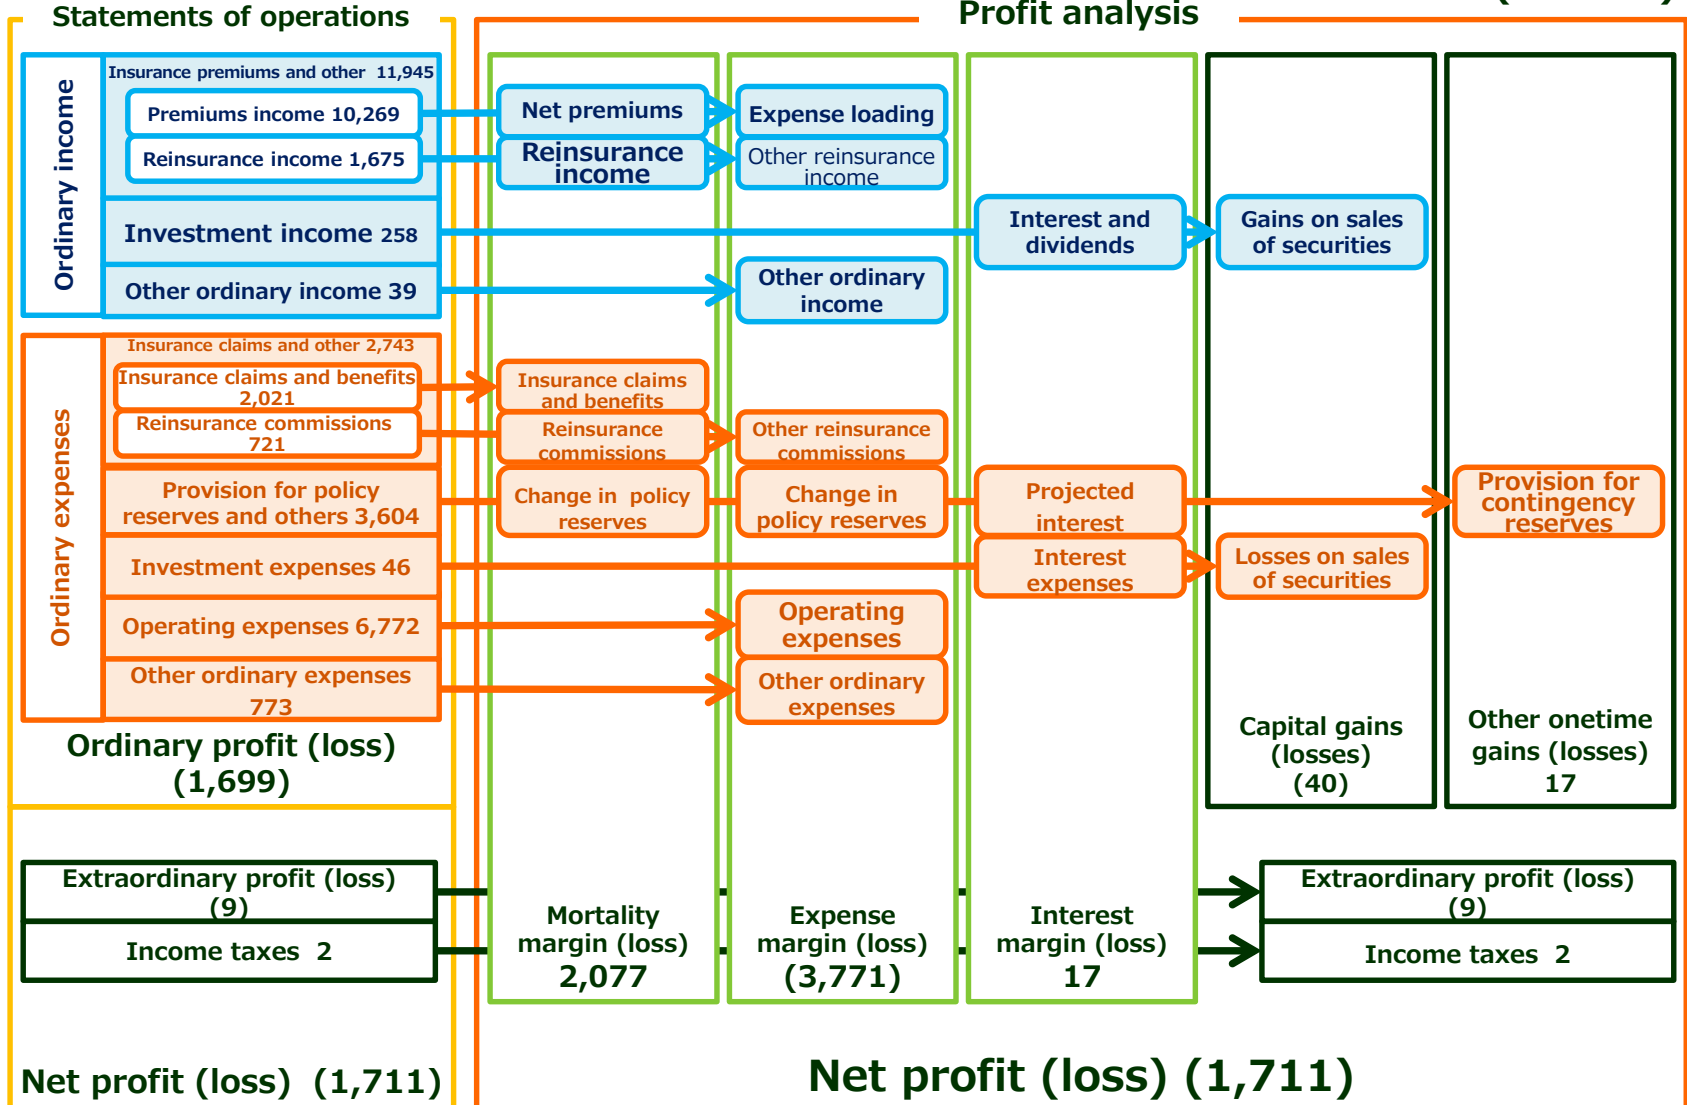 Statements of operations
Profit analysis
Ordinary income
Insurance premiums and other 11,945
Premiums income 10,269
Reinsurance income 1,675
Investment income 258
Other ordinary income 39
Net premiums
Expense loading
Reinsurance
income
Other reinsurance
income
Interest and
dividends
Gains on sales
of securities
Other ordinary
income
Ordinary expenses
Insurance claims and other 2,743
Insurance claims and benefits
2,021
Reinsurance commissions
721
Provision for policy
reserves and others 3,604
Investment expenses 46
Operating expenses 6,772
Other ordinary expenses
773
Insurance claims
and benefits
Reinsurance
commissions
Other reinsurance
commissions
Change in policy
reserves
Change in
policy reserves
Projected
interest
Provision for
contingency
reserves
Interest
expenses
Losses on sales
of securities
Operating
expenses
Other ordinary
expenses
Ordinary profit (loss)
(1,699)
Capital gains
(losses)
(40)
Other onetime
gains (losses)
17
Extraordinary profit (loss)
(9)
Income taxes 2
Mortality
margin (loss)
2,077
Expense
margin (loss)
(3,771)
Interest
margin (loss)
17
Extraordinary profit (loss)
(9)
Income taxes 2
Net profit (loss) (1,711)
Net profit (loss) (1,711)